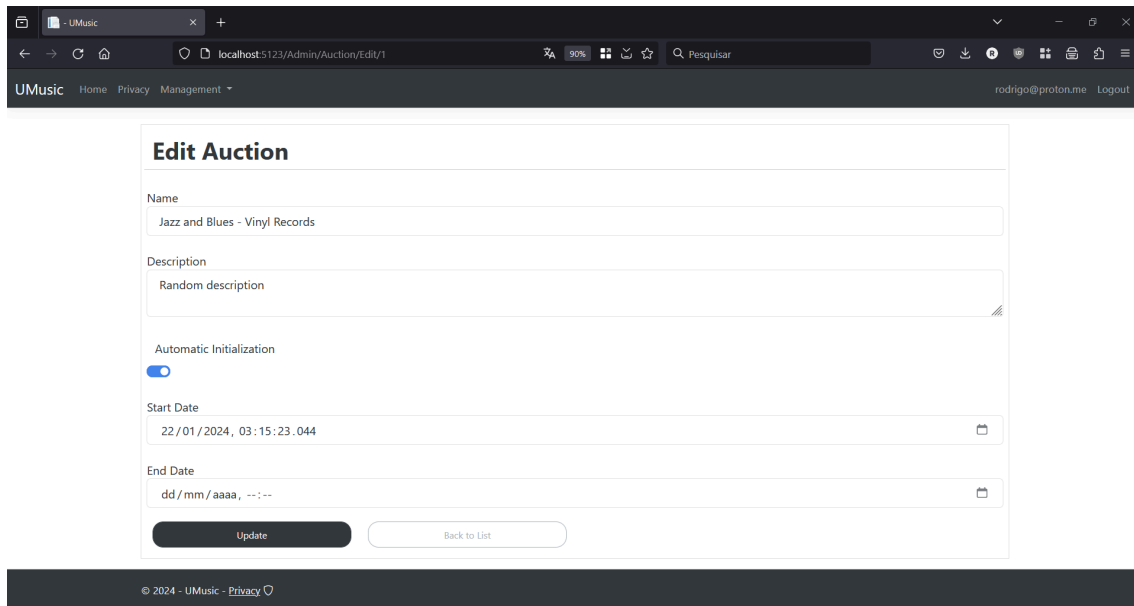 - UMusic
localhost:5123/Admin/Auction/Edit/1
90%
Pesquisar
UMusic Home Privacy Management
rodrigo@proton.me Logout
Edit Auction
Name
Jazz and Blues - Vinyl Records
Description
Random description
Automatic Initialization
Start Date
22/01/2024, 03:15:23.044
End Date
dd/mm/aaaa, --:--
Update
Back to List
© 2024 - UMusic - Privacy